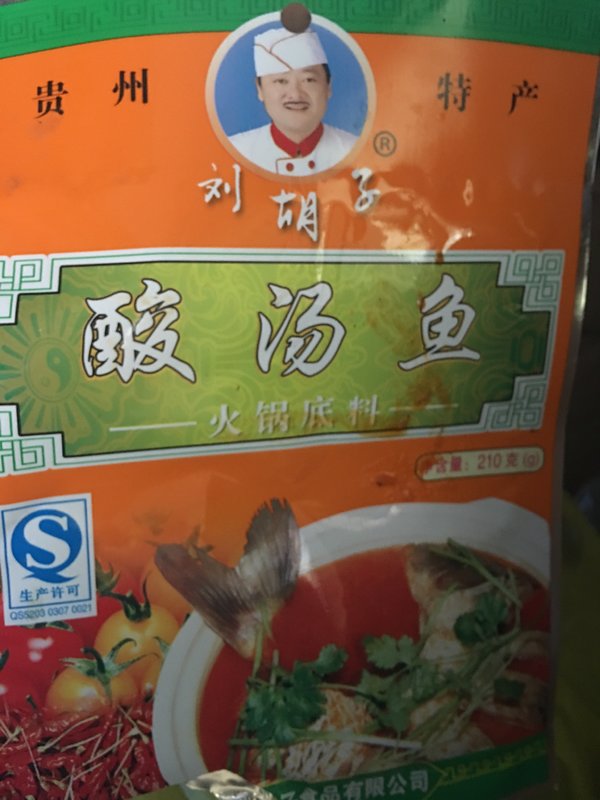 贵州 特产
®
刘胡子
酸汤鱼
火锅底料
净含量：210克(g)
S
生产许可
QS5203 0307 0021
食品有限公司